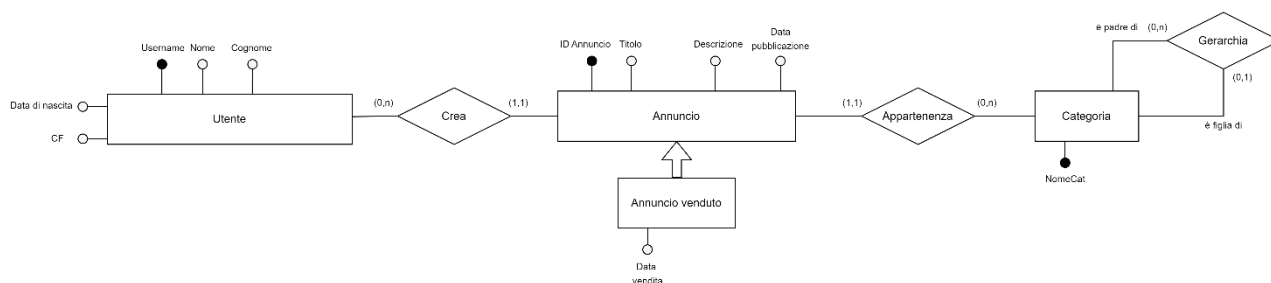 Username
Nome
Cognome
Data di nascita
CF
Utente
(0,n)
Crea
(1,1)
ID Annuncio
Titolo
Descrizione
Data
pubblicazione
Annuncio
Annuncio venduto
Data
vendita
(1,1)
Appartenenza
(0,n)
Categoria
NomeCat
è padre di
(0,n)
Gerarchia
(0,1)
é figlia di